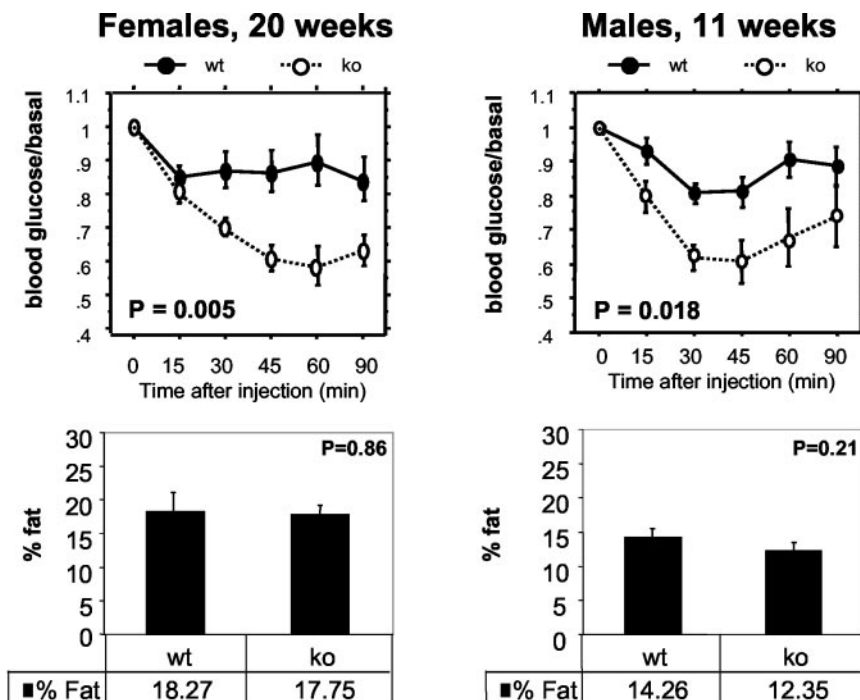 Females, 20 weeks
wt ko
1.1
1
.9
.8
.7
.6
.5
.4
blood glucose/basal
P = 0.005
0 15 30 45 60 90
Time after injection (min)
Males, 11 weeks
wt ko
1.1
1
.9
.8
.7
.6
.5
.4
blood glucose/basal
P = 0.018
0 15 30 45 60 90
Time after injection (min)
30
25
20
15
10
5
0
% fat
P=0.86
wt ko
% Fat 18.27 17.75
30
25
20
15
10
5
0
% fat
P=0.21
wt ko
% Fat 14.26 12.35